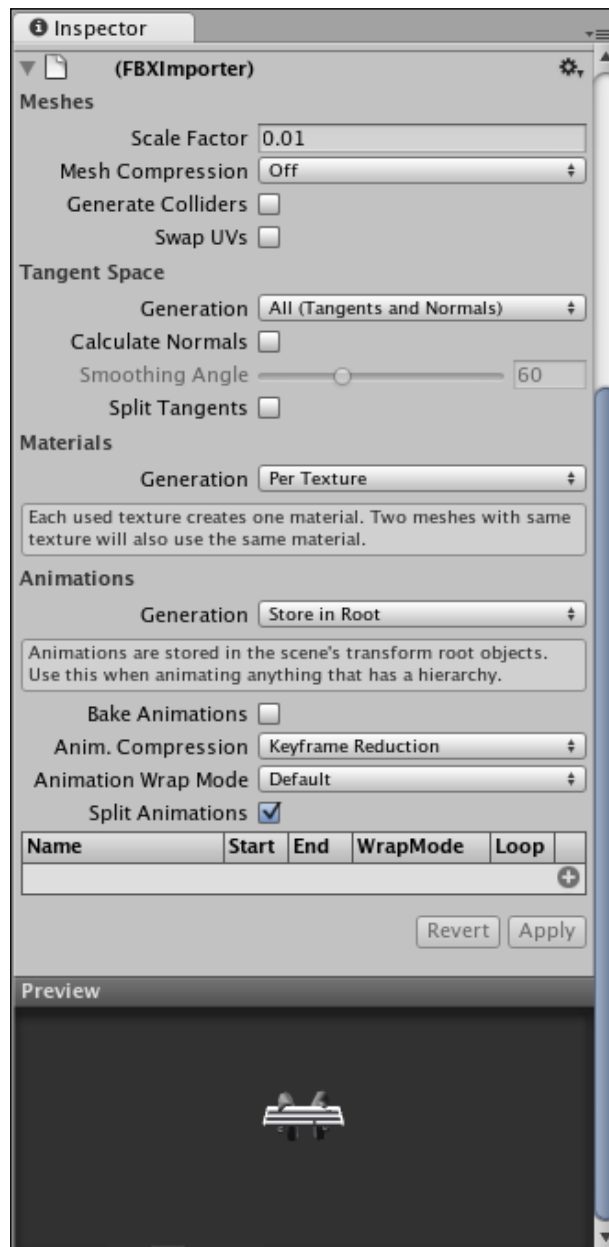 Inspector
(FBXImporter)
Meshes
Scale Factor 0.01
Mesh Compression Off
Generate Colliders
Swap UVs
Tangent Space
Generation All (Tangents and Normals)
Calculate Normals
Smoothing Angle 60
Split Tangents
Materials
Generation Per Texture
Each used texture creates one material. Two meshes with same
texture will also use the same material.
Animations
Generation Store in Root
Animations are stored in the scene's transform root objects.
Use this when animating anything that has a hierarchy.
Bake Animations
Anim. Compression Keyframe Reduction
Animation Wrap Mode Default
Split Animations
Name Start End WrapMode Loop
Revert Apply
Preview